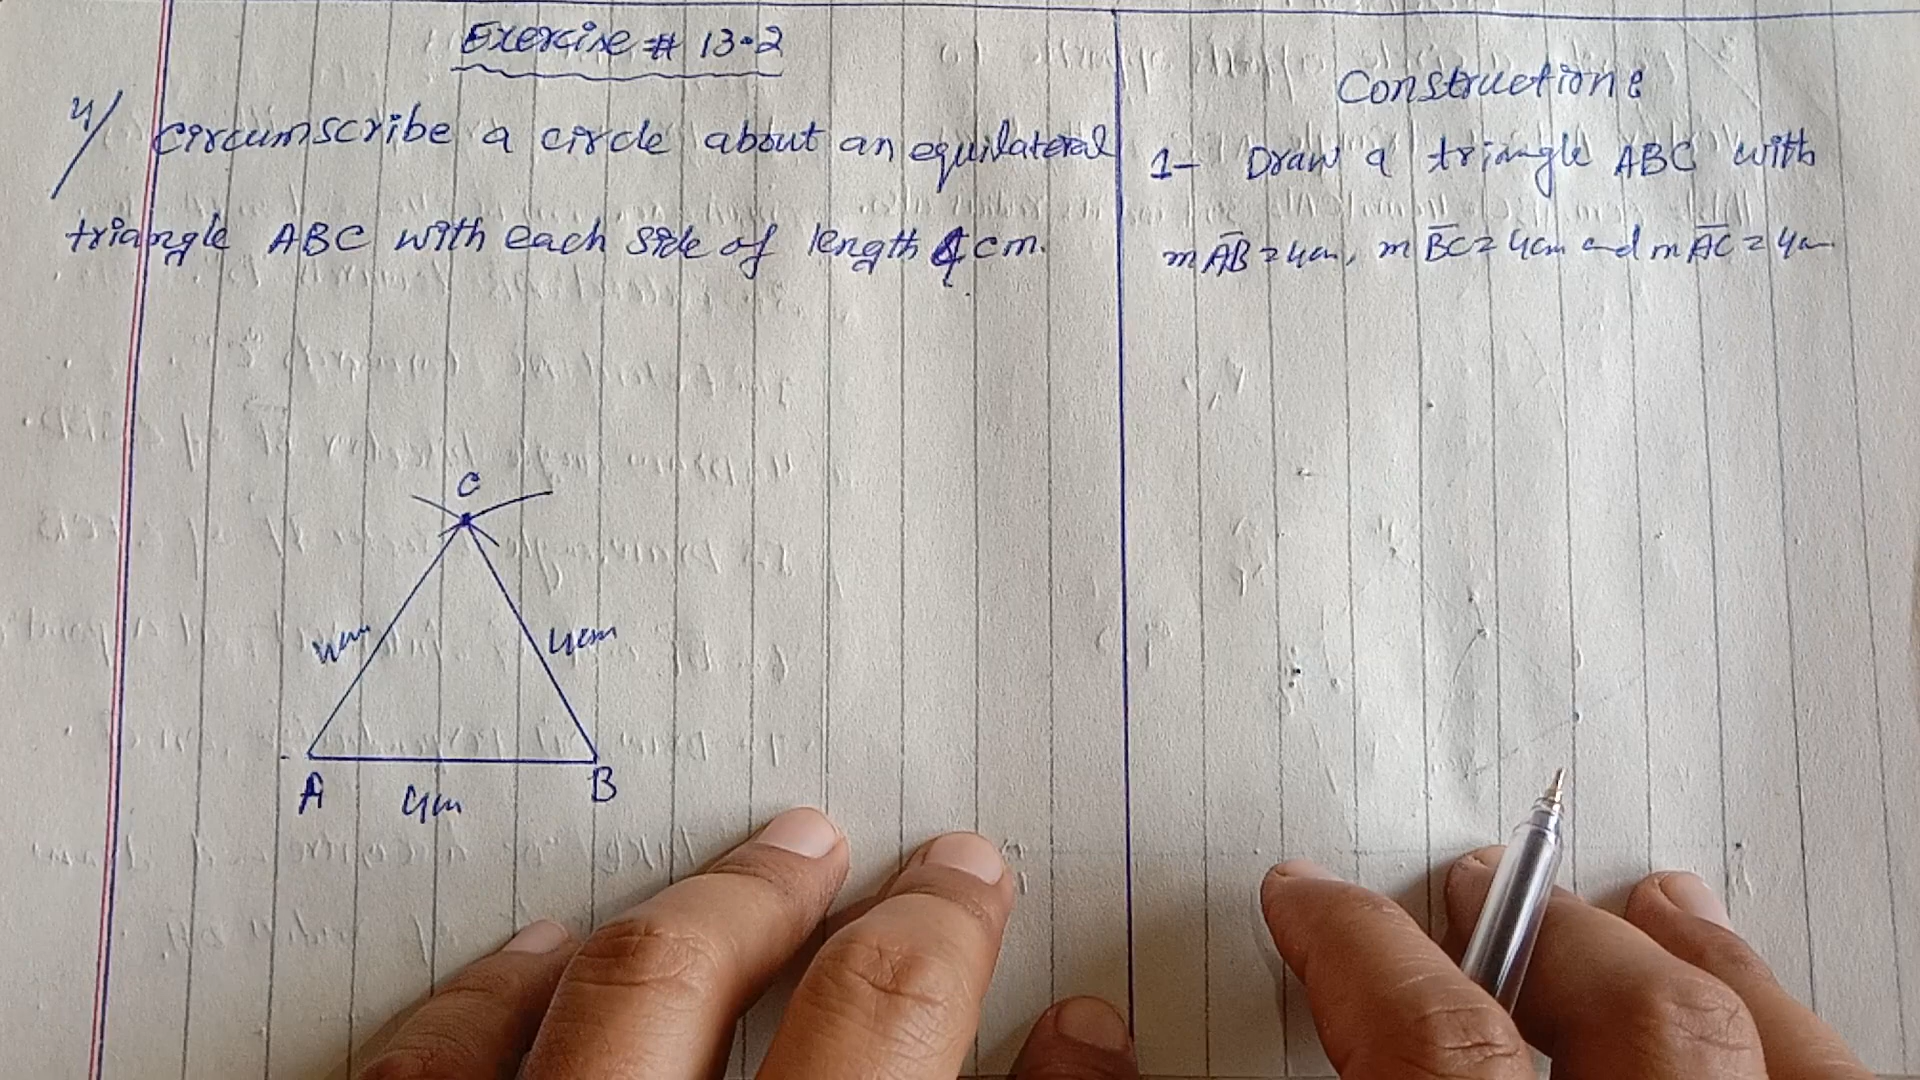 Exercise # 13.2
4/ circumscribe a circle about an equilateral
triangle ABC with each side of length 4 cm.
C
4cm
4cm
A
4cm
B
Construction:
1- Draw a triangle ABC with
mAB = 4cm, mBC = 4cm and mAC = 4cm